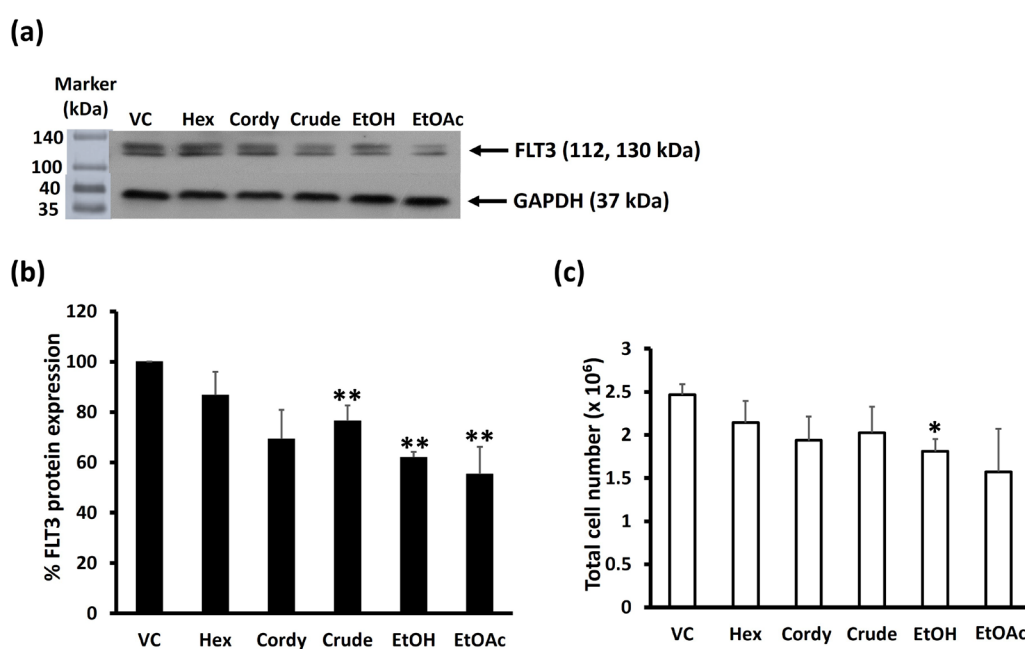 (a)
Marker
(kDa)
VC Hex Cordy Crude EtOH EtOAc
140
100
40
35
FLT3 (112, 130 kDa)
GAPDH (37 kDa)
(b)
% FLT3 protein expression
120
100
80
60
40
20
0
** ** **
VC Hex Cordy Crude EtOH EtOAc
(c)
Total cell number (x 10⁶)
3
2.5
2
1.5
1
0.5
0
*
VC Hex Cordy Crude EtOH EtOAc